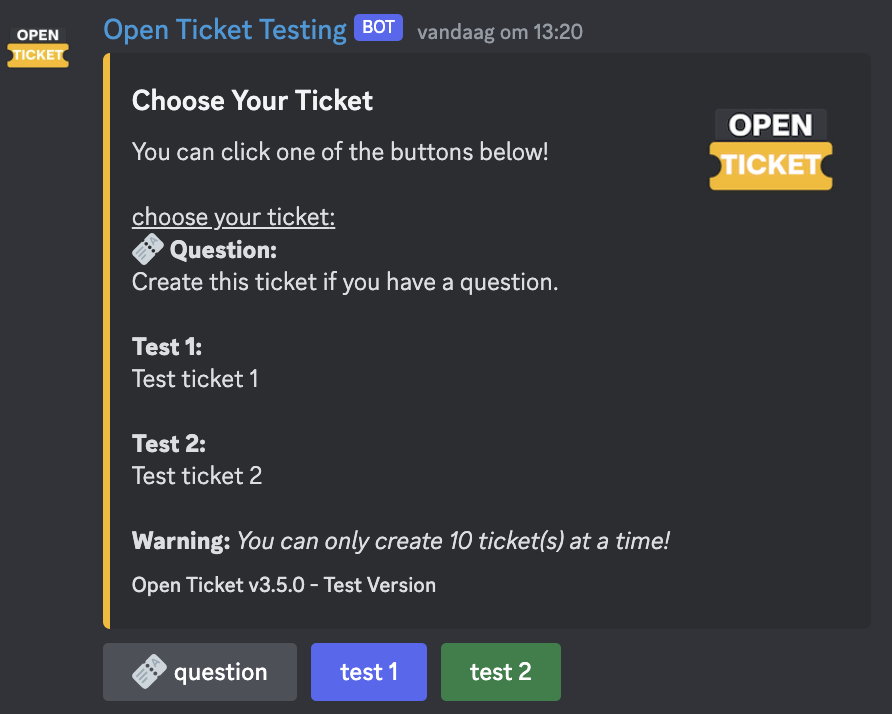 OPEN
TICKET
Open Ticket Testing BOT vandaag om 13:20
Choose Your Ticket
You can click one of the buttons below!
OPEN
TICKET
choose your ticket:
Question:
Create this ticket if you have a question.
Test 1:
Test ticket 1
Test 2:
Test ticket 2
Warning: You can only create 10 ticket(s) at a time!
Open Ticket v3.5.0 - Test Version
question test 1 test 2